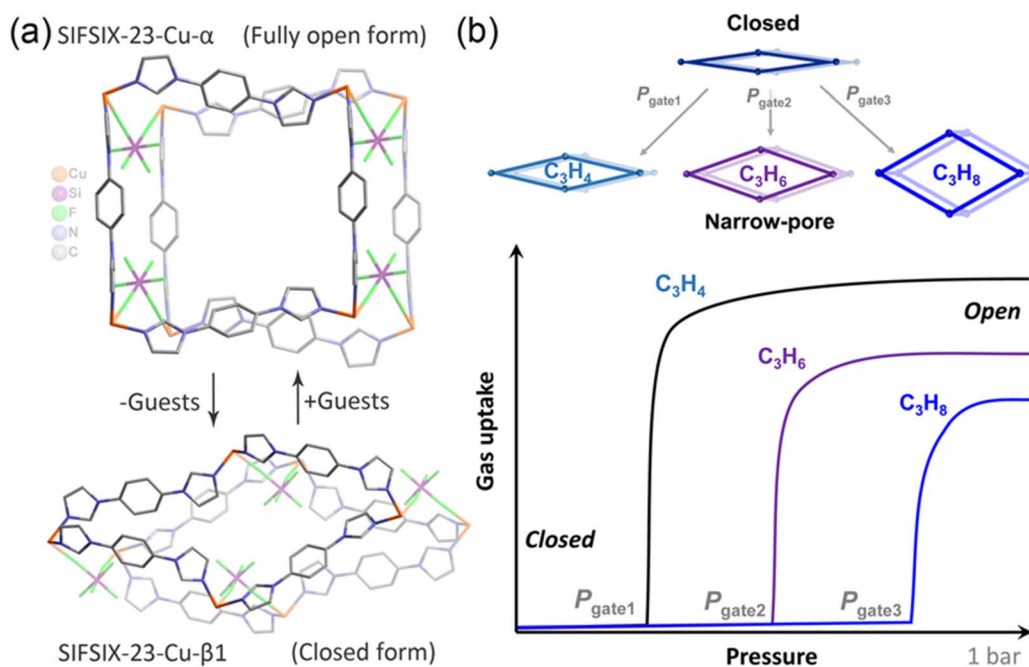 (a) SIFSIX-23-Cu-α (Fully open form)
Cu
Si
F
N
C
-Guests
+Guests
SIFSIX-23-Cu-β1 (Closed form)
(b)
Closed
Pgate1
Pgate2
Pgate3
C3H4
C3H6
C3H8
Narrow-pore
C3H4
Open
C3H6
C3H8
Gas uptake
Closed
Pgate1
Pgate2
Pgate3
Pressure
1 bar